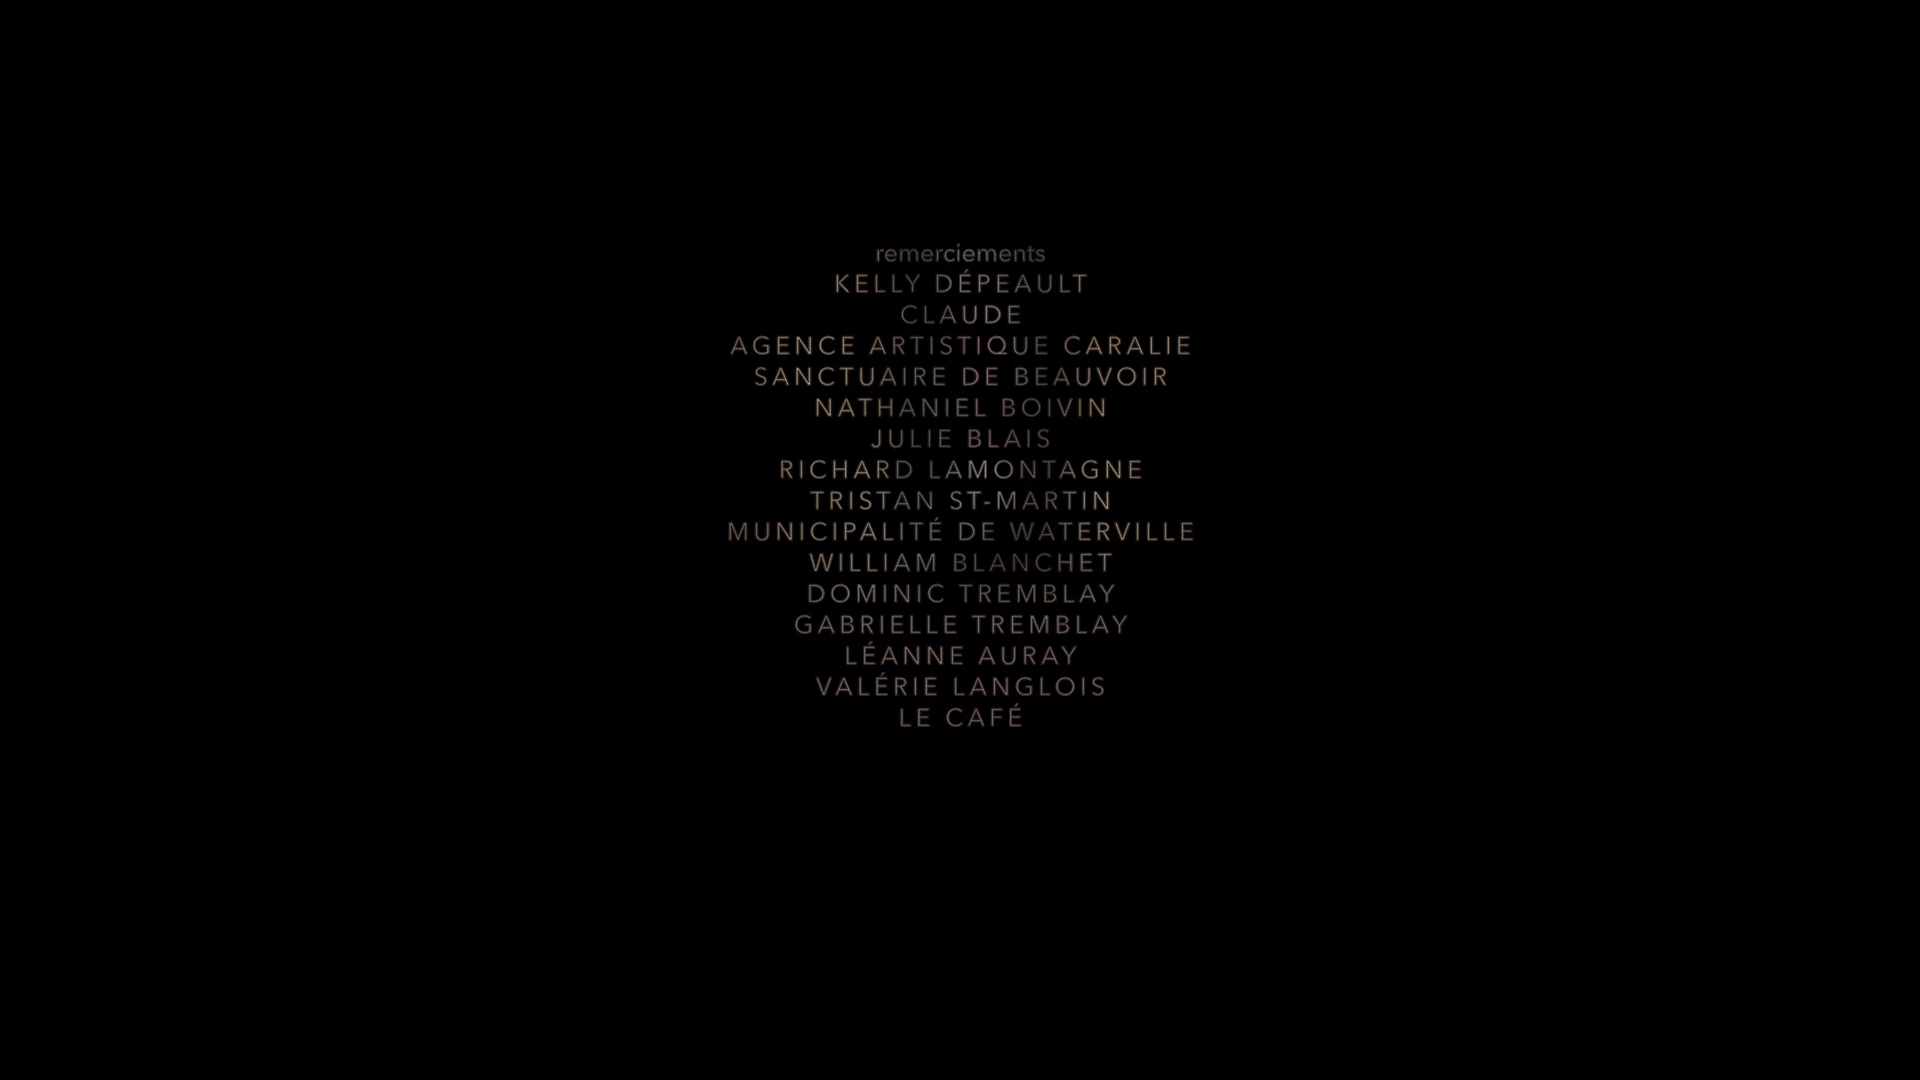 remerciements
KELLY DÉPEAULT
CLAUDE
AGENCE ARTISTIQUE CARALIE
SANCTUAIRE DE BEAUVOIR
NATHANIEL BOIVIN
JULIE BLAIS
RICHARD LAMONTAGNE
TRISTAN ST-MARTIN
MUNICIPALITÉ DE WATERVILLE
WILLIAM BLANCHET
DOMINIC TREMBLAY
GABRIELLE TREMBLAY
LÉANNE AURAY
VALÉRIE LANGLOIS
LE CAFÉ